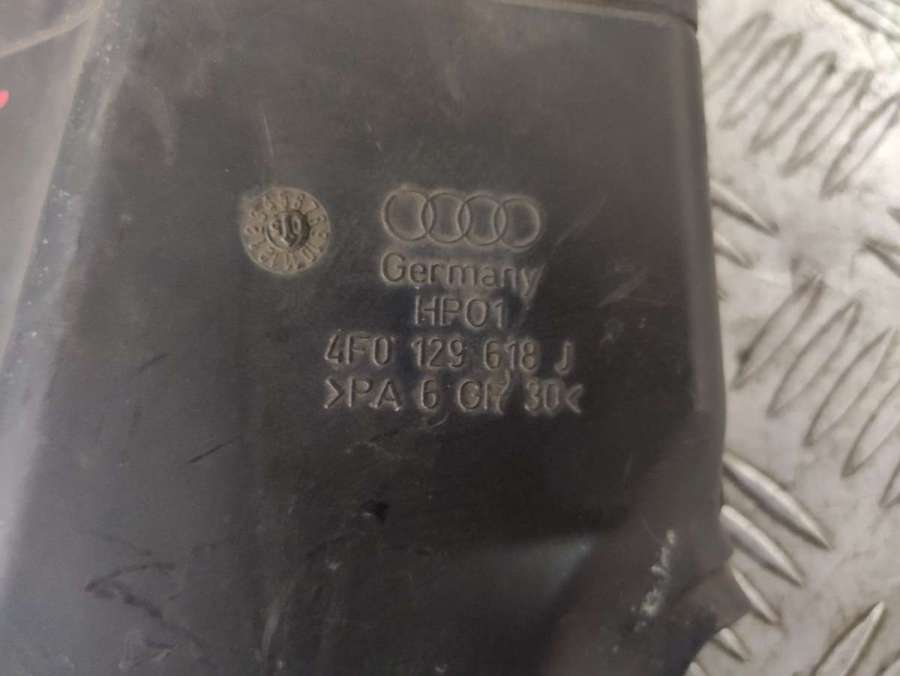 Germany
HP01
4F0 129 618 J
>PA 6 GF 30<